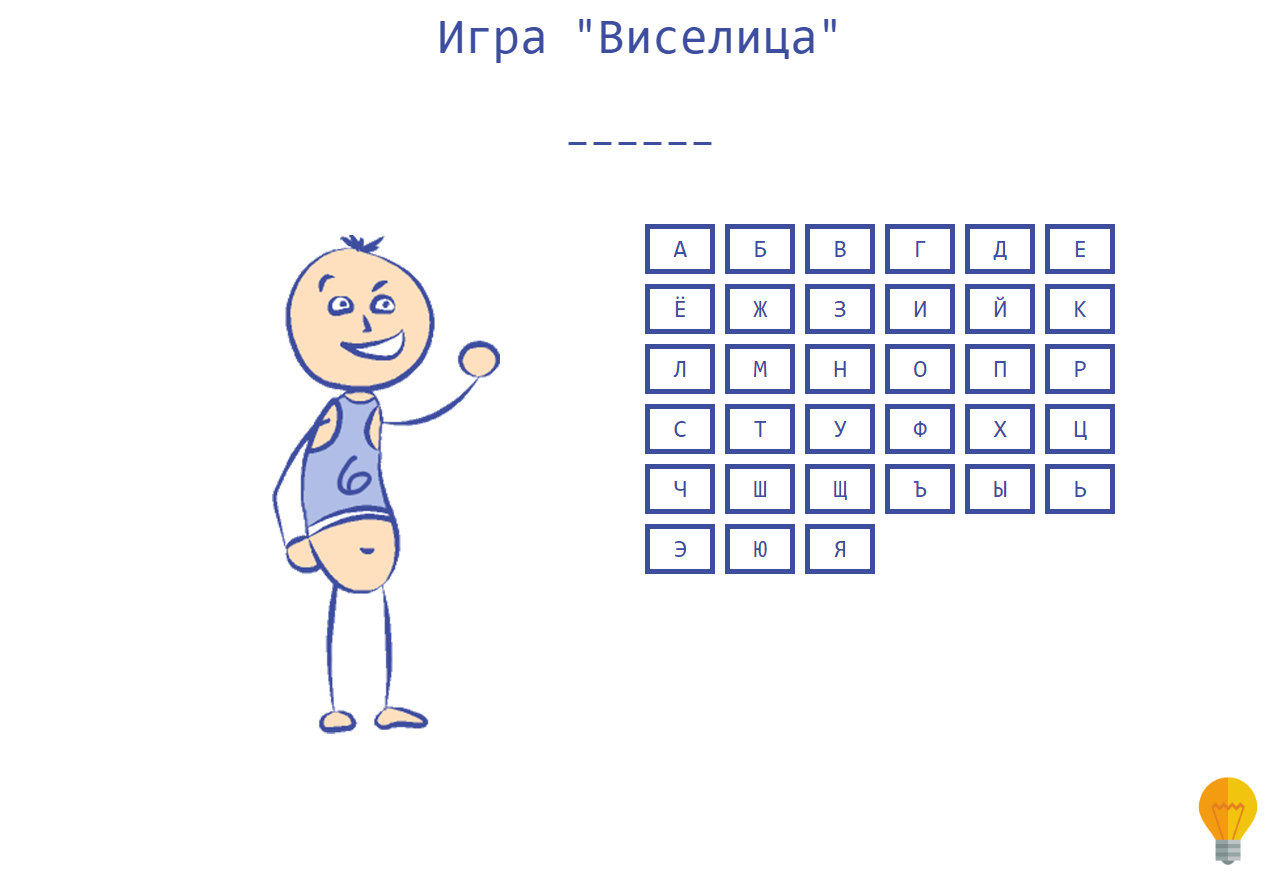 Игра "Виселица"
______
А Б В Г Д Е
Ё Ж З И Й К
Л М Н О П Р
С Т У Ф Х Ц
Ч Ш Щ Ъ Ы Ь
Э Ю Я
6